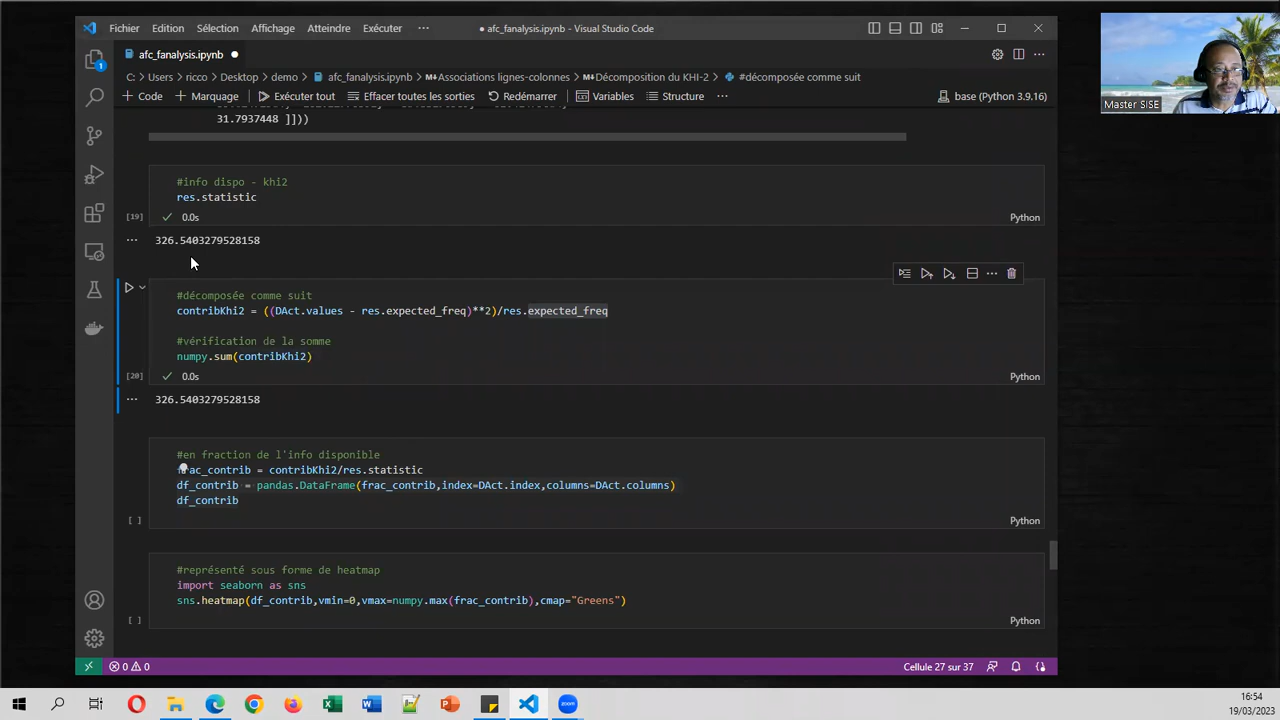 Fichier Edition Sélection Affichage Atteindre Exécuter ··· ● afc_fanalysis.ipynb - Visual Studio Code
afc_fanalysis.ipynb ●
C: > Users > ricco > Desktop > demo > afc_fanalysis.ipynb > Associations lignes-colonnes > Décomposition du KHI-2 > #décomposée comme suit
+ Code + Marquage Exécuter tout Effacer toutes les sorties Redémarrer Variables Structure ··· base (Python 3.9.16)
31.7937448 ]]))
#info dispo - khi2
res.statistic
[19] ✓ 0.0s Python
··· 326.5403279528158
#décomposée comme suit
contribKhi2 = ((DAct.values - res.expected_freq)**2)/res.expected_freq
#vérification de la somme
numpy.sum(contribKhi2)
[20] ✓ 0.0s Python
··· 326.5403279528158
#en fraction de l'info disponible
frac_contrib = contribKhi2/res.statistic
df_contrib = pandas.DataFrame(frac_contrib,index=DAct.index,columns=DAct.columns)
df_contrib
[ ] Python
#représenté sous forme de heatmap
import seaborn as sns
sns.heatmap(df_contrib,vmin=0,vmax=numpy.max(frac_contrib),cmap="Greens")
[ ] Python
0 0 Cellule 27 sur 37
Master SISE
1
16:54
19/03/2023
zoom